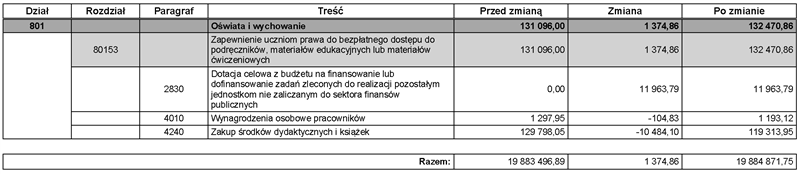 Dział Rozdział Paragraf Treść Przed zmianą Zmiana Po zmianie
801 Oświata i wychowanie 131 096,00 1 374,86 132 470,86
80153 Zapewnienie uczniom prawa do bezpłatnego dostępu do
podręczników, materiałów edukacyjnych lub materiałów
ćwiczeniowych 131 096,00 1 374,86 132 470,86
2830 Dotacja celowa z budżetu na finansowanie lub
dofinansowanie zadań zleconych do realizacji pozostałym
jednostkom nie zaliczanym do sektora finansów
publicznych 0,00 11 963,79 11 963,79
4010 Wynagrodzenia osobowe pracowników 1 297,95 -104,83 1 193,12
4240 Zakup środków dydaktycznych i książek 129 798,05 -10 484,10 119 313,95
Razem: 19 883 496,89 1 374,86 19 884 871,75